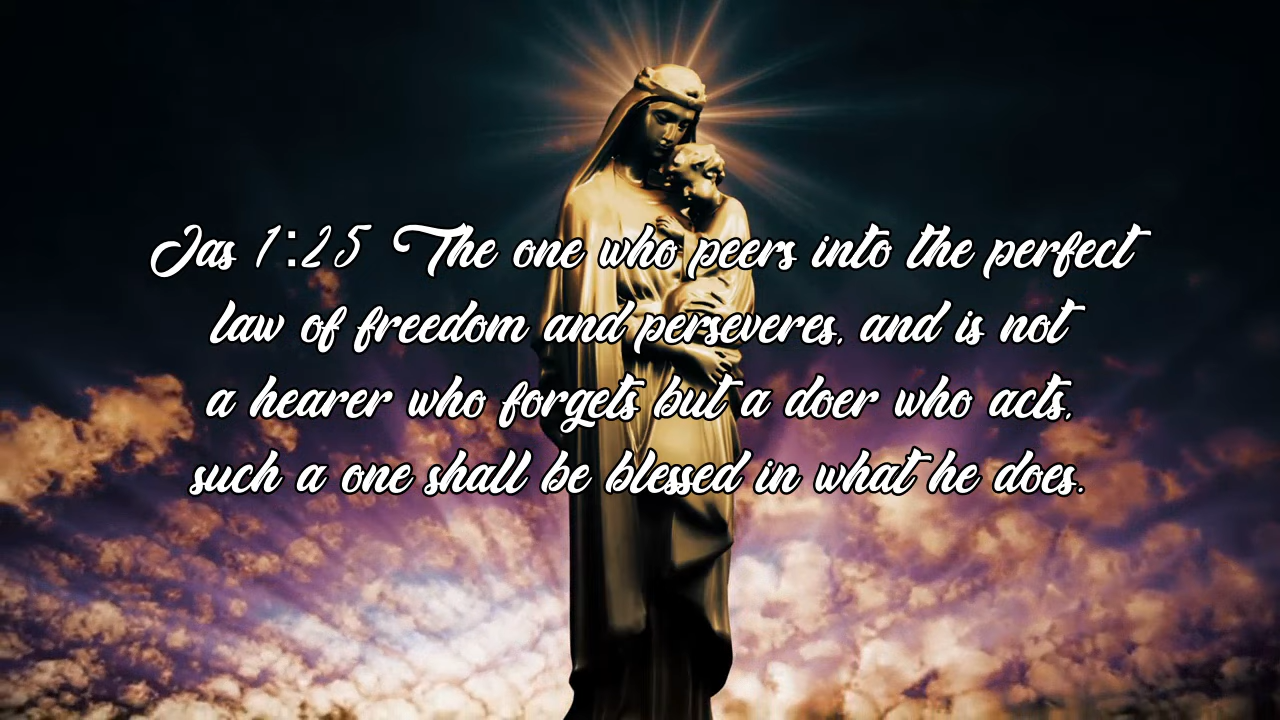 Jas 1:25 The one who peers into the perfect
law of freedom and perseveres, and is not
a hearer who forgets but a doer who acts,
such a one shall be blessed in what he does.